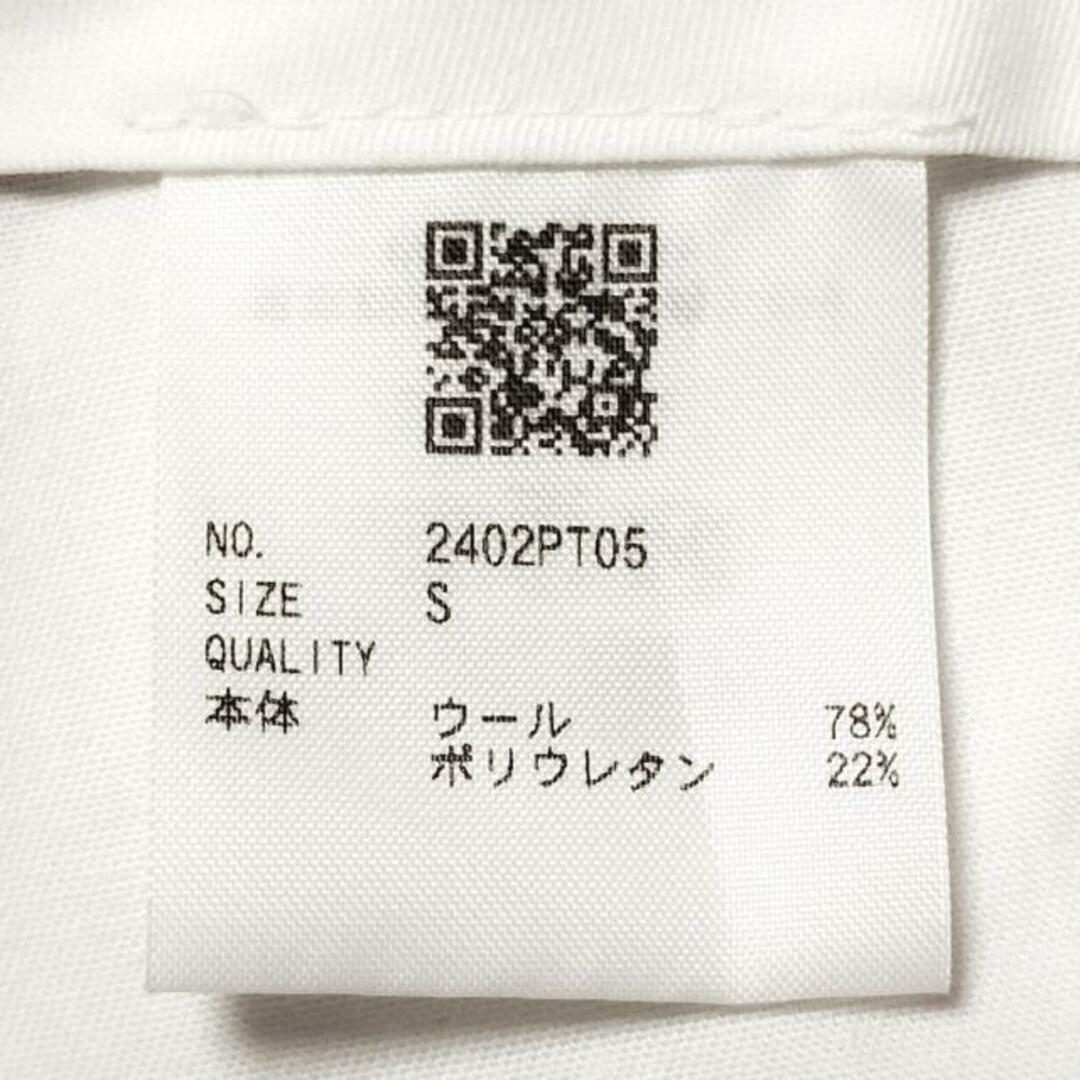 NO. 2402PT05
SIZE S
QUALITY
本体 ウール 78%
ポリウレタン 22%